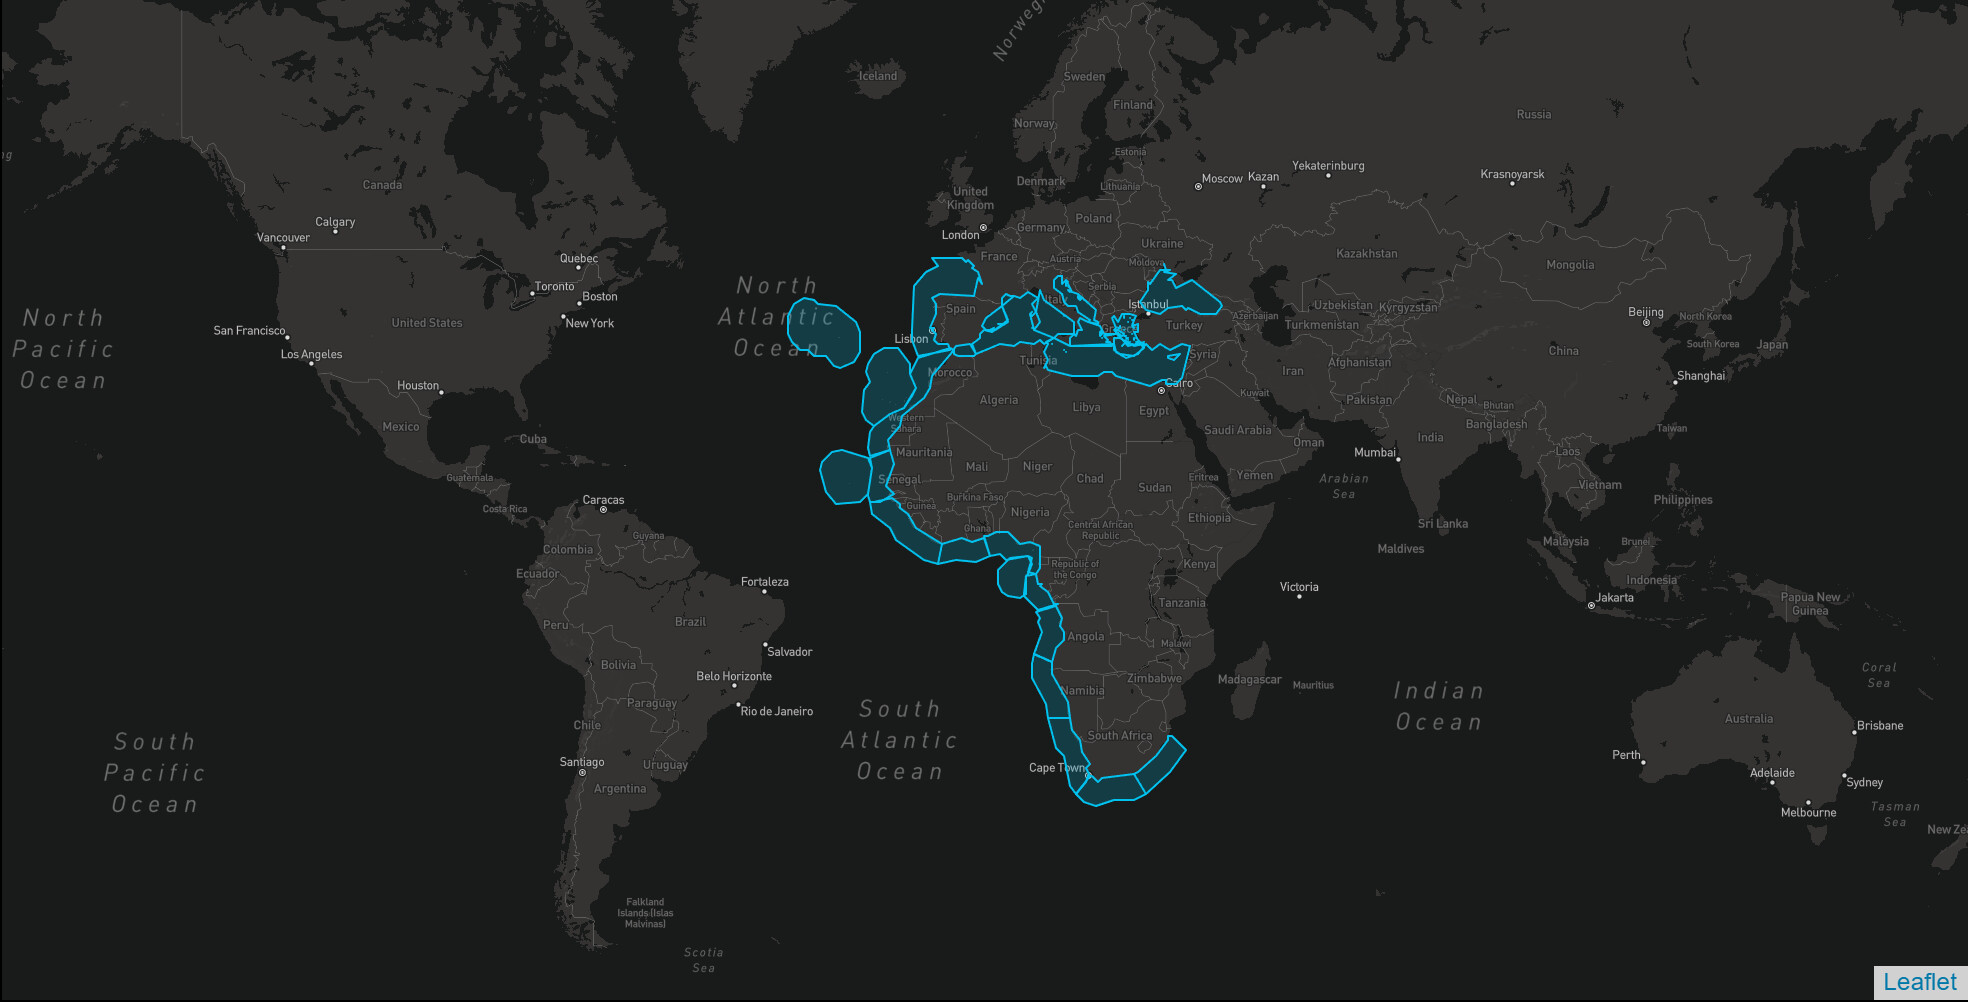 Norwegi
Iceland
Sweden
Finland
Norway
Russia
Estonia
Yekaterinburg
Krasnoyarsk
Moscow
Kazan
Denmark
Lithuania
Canada
United
Kingdom
Poland
Calgary
Vancouver
London
Germany
Ukraine
Quebec
France
Austria
Moldova
Kazakhstan
Mongolia
Toronto
Boston
Serbia
North
Atlantic
Ocean
Italy
Istanbul
Uzbekistan
Kyrgyzstan
Spain
Beijing
North Korea
North
Pacific
Ocean
San Francisco
United States
New York
Lisbon
Greece
Turkey
Azerbaijan
Turkmenistan
South Korea
Japan
Los Angeles
Tunisia
Syria
Afghanistan
China
Morocco
Iran
Houston
Cairo
Shanghai
Algeria
Libya
Egypt
Kuwait
Pakistan
Nepal
Bhutan
Mexico
Western
Sahara
Saudi Arabia
Bangladesh
Taiwan
Cuba
Oman
India
Mauritania
Mumbai
Laos
Guatemala
Mali
Niger
Chad
Yemen
Eritrea
Arabian
Sea
Senegal
Sudan
Vietnam
Caracas
Costa Rica
Guinea
Burkina Faso
Philippines
Nigeria
Ethiopia
Ghana
Central African
Republic
Sri Lanka
Guyana
Colombia
Maldives
Malaysia
Brunei
Ecuador
Republic of
the Congo
Kenya
Fortaleza
Victoria
Indonesia
Jakarta
Papua New
Guinea
Tanzania
Peru
Brazil
Angola
Malawi
Salvador
Bolivia
Belo Horizonte
Zimbabwe
Madagascar
Mauritius
Coral
Sea
Namibia
Indian
Ocean
Paraguay
Rio de Janeiro
South
Atlantic
Ocean
Chile
Australia
Brisbane
South Africa
South
Pacific
Ocean
Santiago
Uruguay
Cape Town
Perth
Adelaide
Sydney
Argentina
Melbourne
Tasman
Sea
New Zea
Falkland
Islands (Islas
Malvinas)
Scotia
Sea
Leaflet